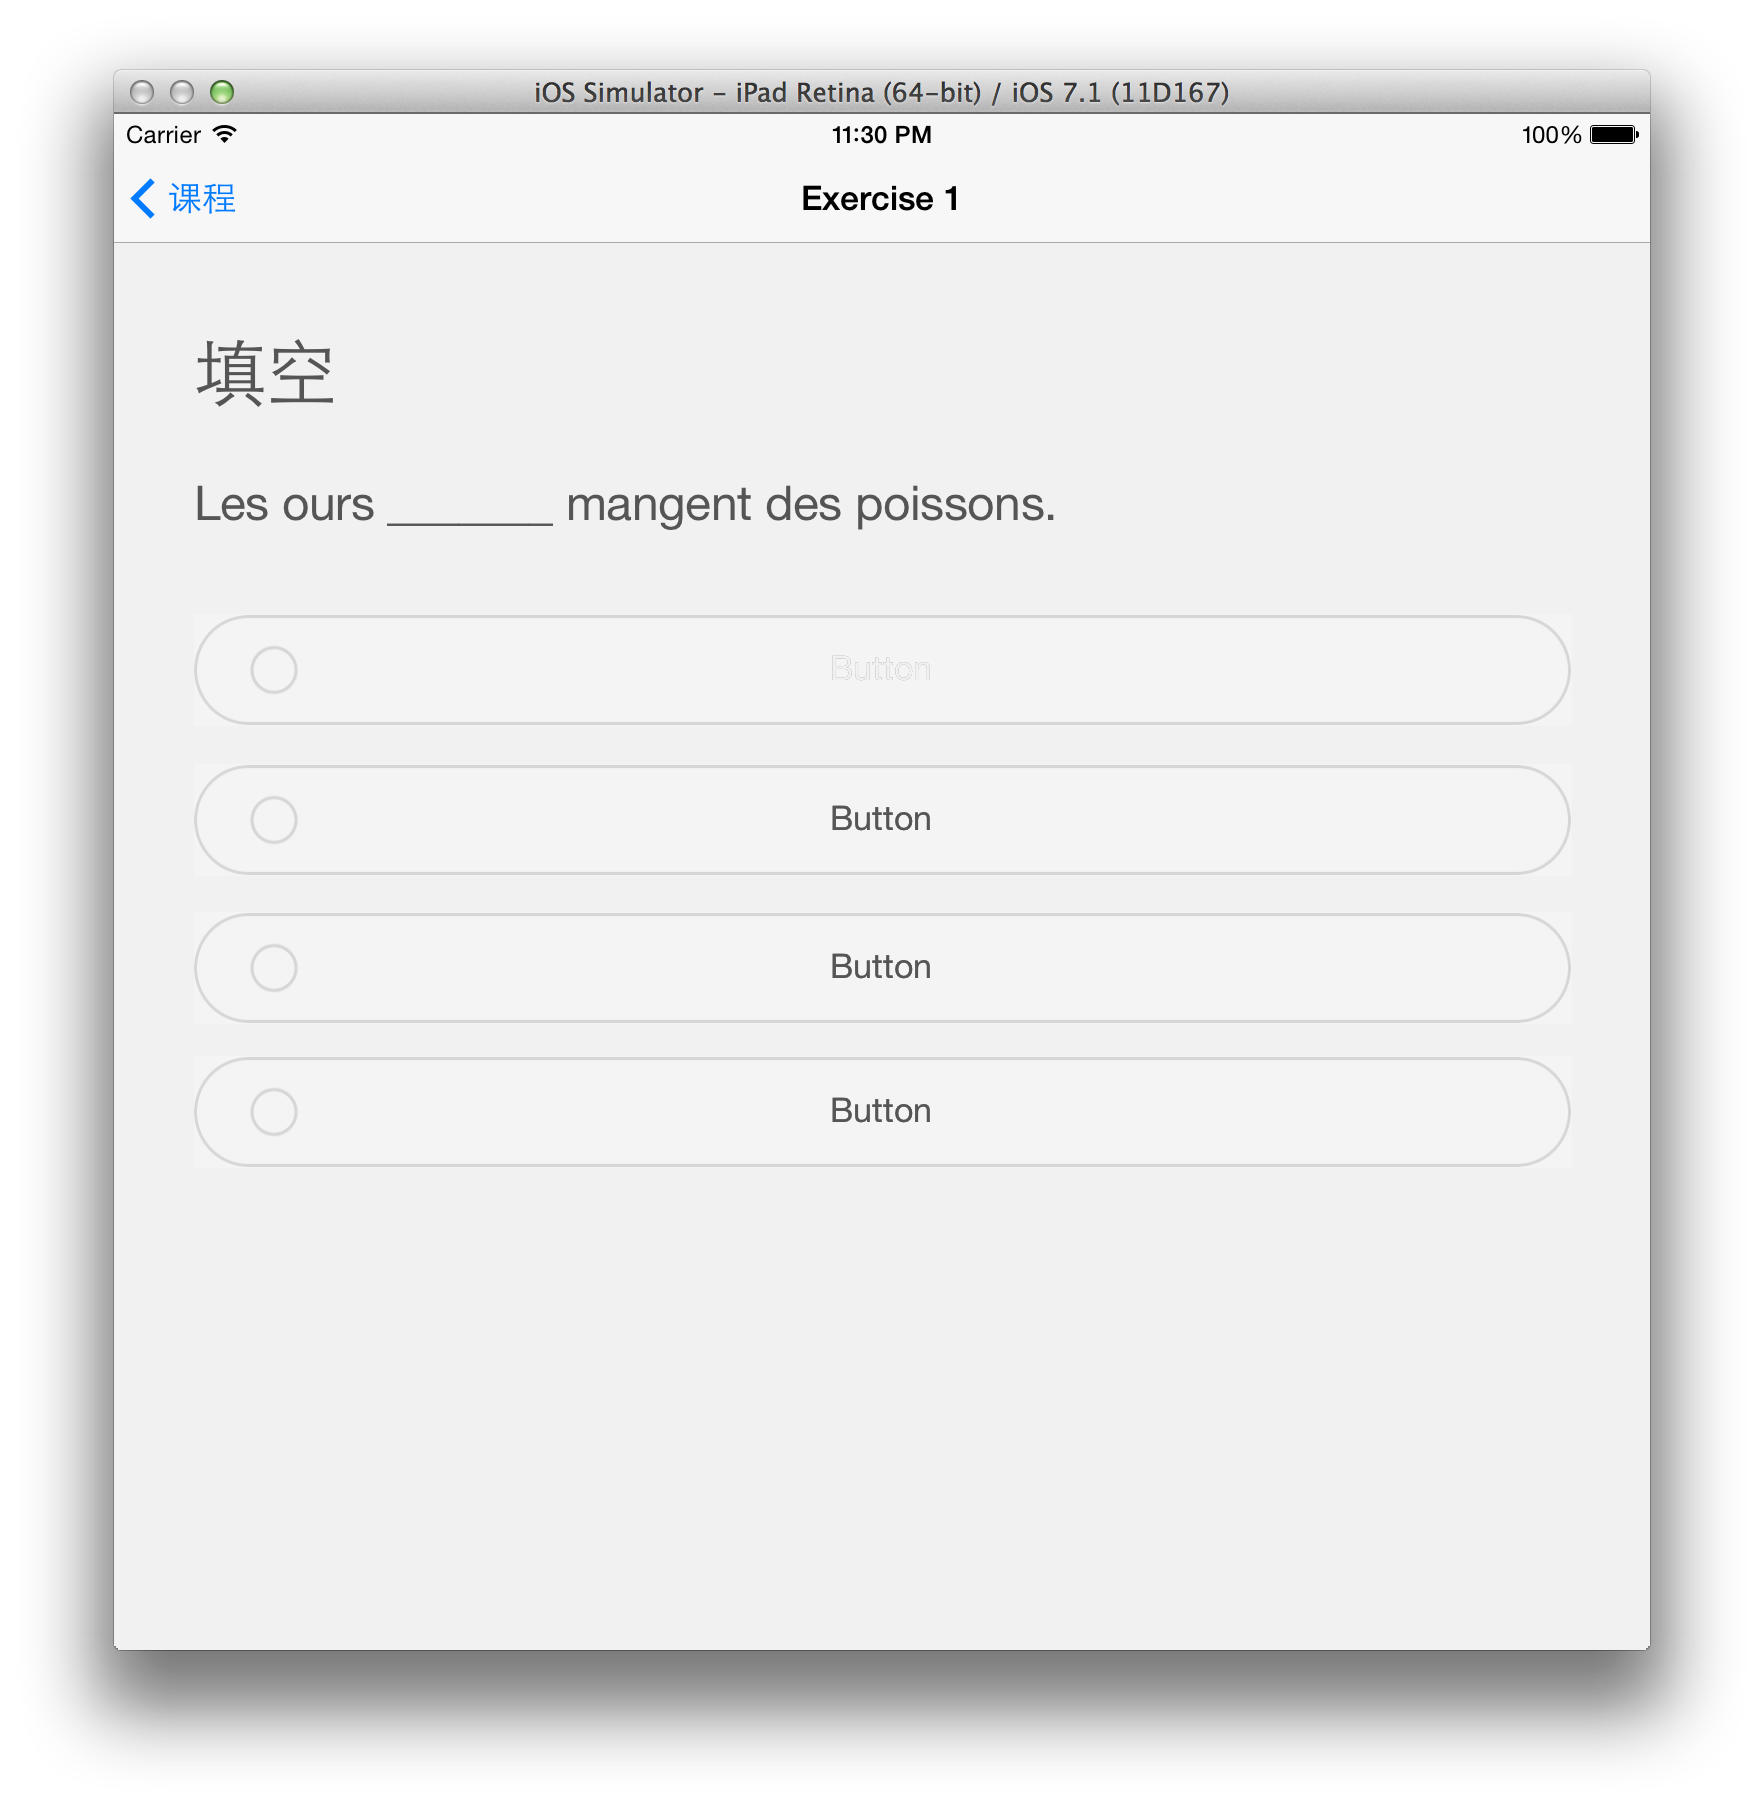 iOS Simulator – iPad Retina (64-bit) / iOS 7.1 (11D167)
Carrier 11:30 PM 100%
课程 Exercise 1
填空
Les ours _______ mangent des poissons.
Button
Button
Button
Button